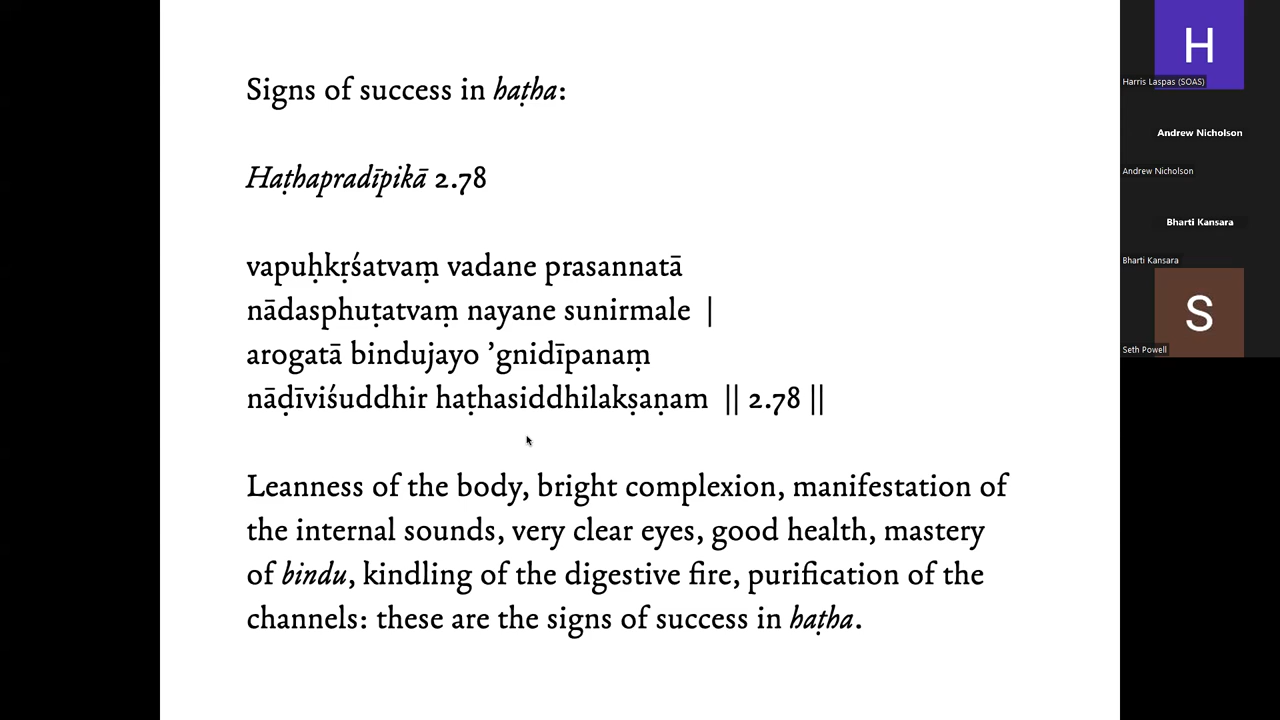 Signs of success in haṭha:
Haṭhapradīpikā 2.78
vapuḥkṛśatvaṃ vadane prasannatā
nādasphuṭatvaṃ nayane sunirmale |
arogatā bindujayo ’gnidīpanaṃ
nāḍīviśuddhir haṭhasiddhilakṣaṇam || 2.78 ||
Leanness of the body, bright complexion, manifestation of
the internal sounds, very clear eyes, good health, mastery
of bindu, kindling of the digestive fire, purification of the
channels: these are the signs of success in haṭha.
H
Harris Laspas (SOAS)
Andrew Nicholson
Andrew Nicholson
Bharti Kansara
Bharti Kansara
S
Seth Powell